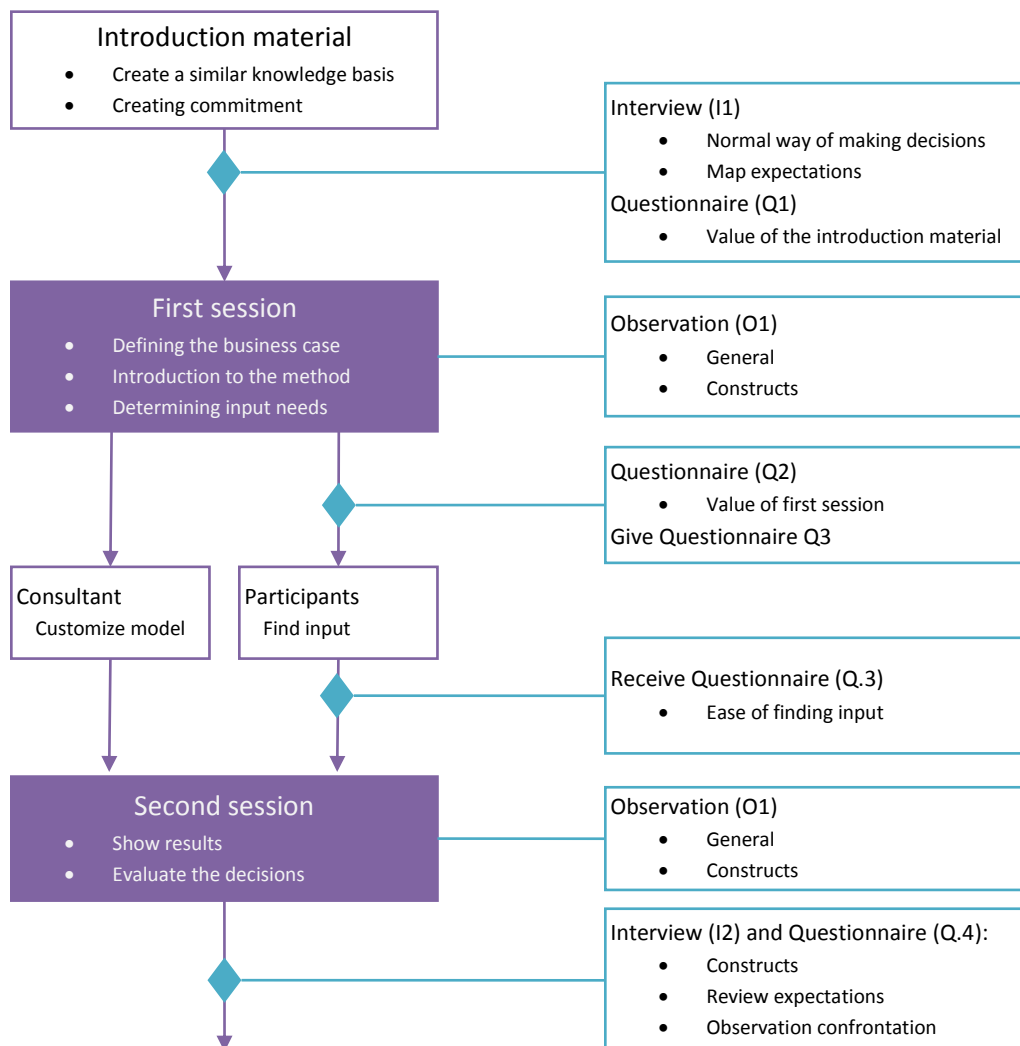 Introduction material
• Create a similar knowledge basis
• Creating commitment
Interview (I1)
• Normal way of making decisions
• Map expectations
Questionnaire (Q1)
• Value of the introduction material
First session
• Defining the business case
• Introduction to the method
• Determining input needs
Observation (O1)
• General
• Constructs
Questionnaire (Q2)
• Value of first session
Give Questionnaire Q3
Consultant
Customize model
Participants
Find input
Receive Questionnaire (Q.3)
• Ease of finding input
Second session
• Show results
• Evaluate the decisions
Observation (O1)
• General
• Constructs
Interview (I2) and Questionnaire (Q.4):
• Constructs
• Review expectations
• Observation confrontation